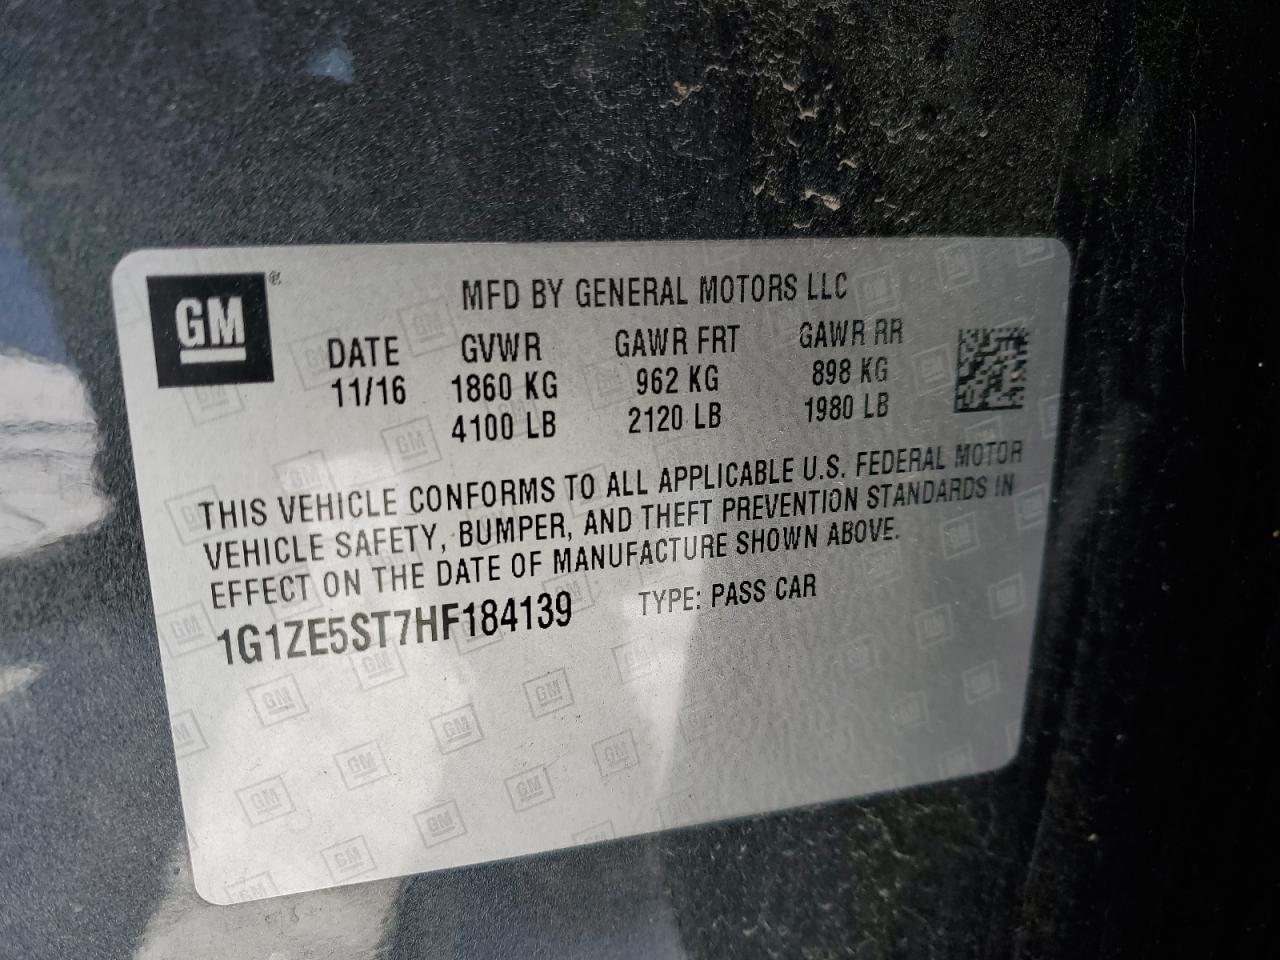 GM ®
MFD BY GENERAL MOTORS LLC
DATE GVWR GAWR FRT GAWR RR
11/16 1860 KG 962 KG 898 KG
4100 LB 2120 LB 1980 LB
THIS VEHICLE CONFORMS TO ALL APPLICABLE U.S. FEDERAL MOTOR
VEHICLE SAFETY, BUMPER, AND THEFT PREVENTION STANDARDS IN
EFFECT ON THE DATE OF MANUFACTURE SHOWN ABOVE.
1G1ZE5ST7HF184139 TYPE: PASS CAR